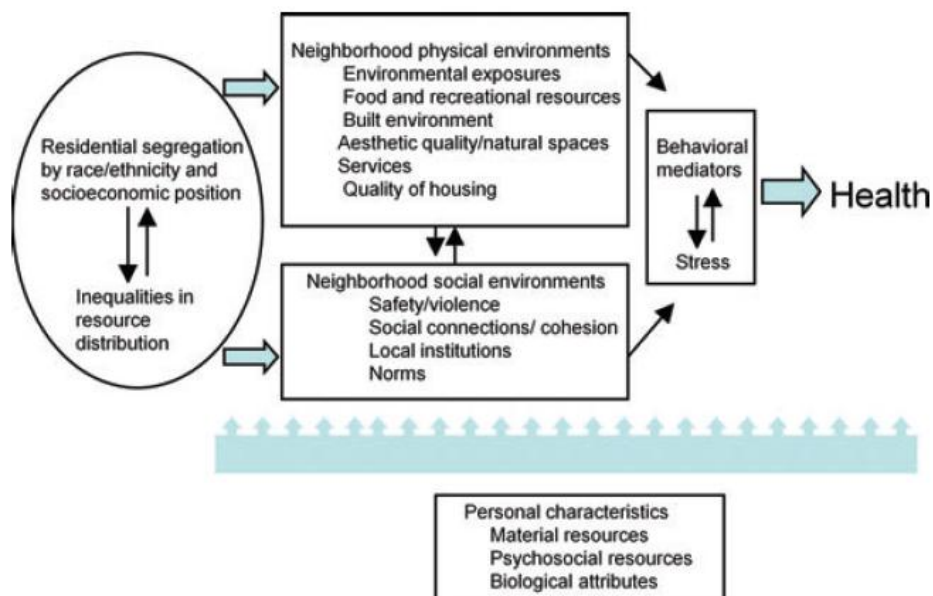 Residential segregation
by race/ethnicity and
socioeconomic position
Inequalities in
resource
distribution
Neighborhood physical environments
Environmental exposures
Food and recreational resources
Built environment
Aesthetic quality/natural spaces
Services
Quality of housing
Neighborhood social environments
Safety/violence
Social connections/ cohesion
Local institutions
Norms
Behavioral
mediators
Stress
Health
Personal characteristics
Material resources
Psychosocial resources
Biological attributes